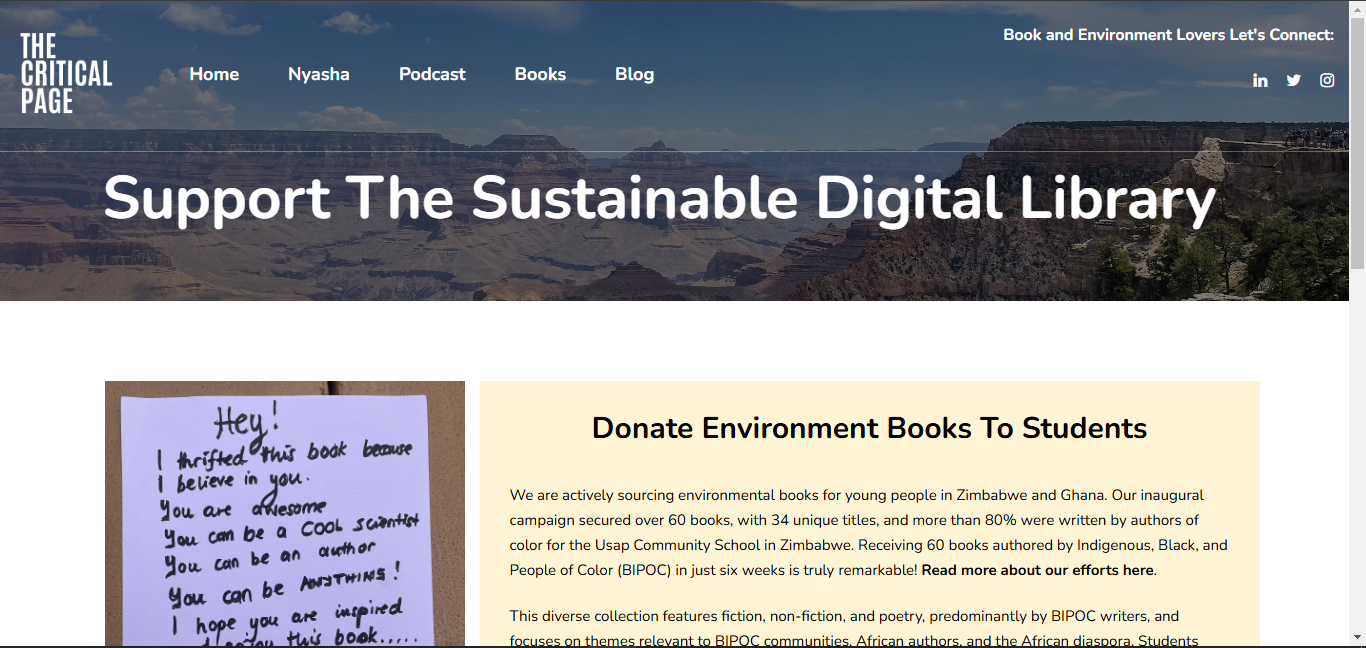 THE
CRITICAL
PAGE
Home Nyasha Podcast Books Blog
Book and Environment Lovers Let's Connect:
Support The Sustainable Digital Library
Hey!
I thrifted this book because
I believe in you.
You are awesome
You can be a COOL scientist
You can be an author
You can be ANYTHING!
I hope you are inspired
this book.....
Donate Environment Books To Students
We are actively sourcing environmental books for young people in Zimbabwe and Ghana. Our inaugural
campaign secured over 60 books, with 34 unique titles, and more than 80% were written by authors of
color for the Usap Community School in Zimbabwe. Receiving 60 books authored by Indigenous, Black, and
People of Color (BIPOC) in just six weeks is truly remarkable! Read more about our efforts here.
This diverse collection features fiction, non-fiction, and poetry, predominantly by BIPOC writers, and
focuses on themes relevant to BIPOC communities, African authors, and the African diaspora. Students